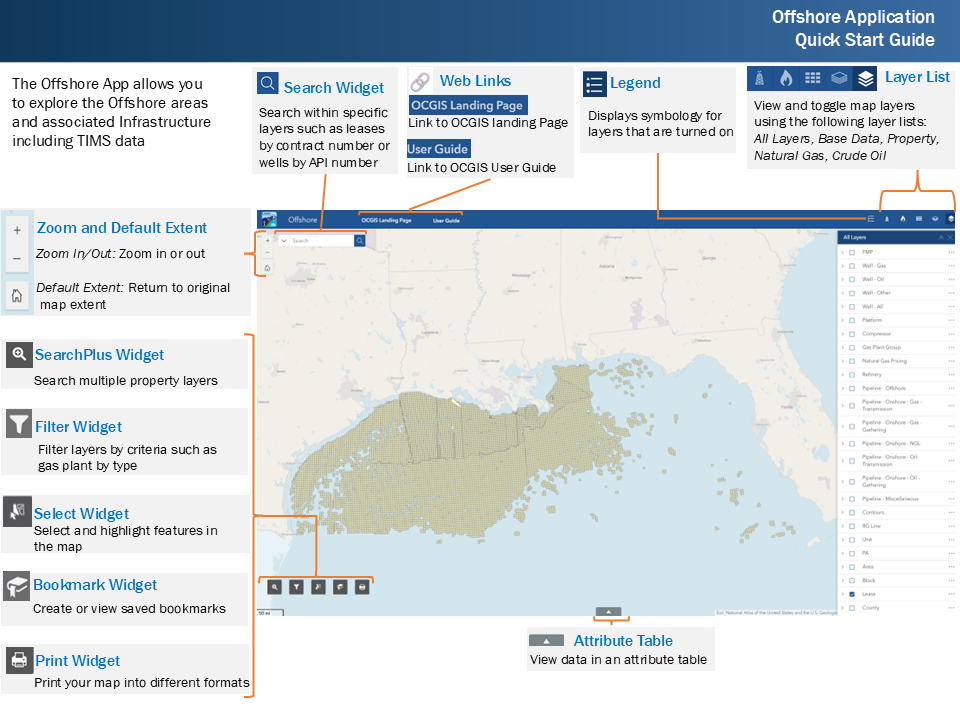 Offshore Application
Quick Start Guide
The Offshore App allows you
to explore the Offshore areas
and associated Infrastructure
including TIMS data
Search Widget
Search within specific
layers such as leases
by contract number or
wells by API number
Web Links
OCGIS Landing Page
Link to OCGIS landing Page
User Guide
Link to OCGIS User Guide
Legend
Displays symbology for
layers that are turned on
Layer List
View and toggle map layers
using the following layer lists:
All Layers, Base Data, Property,
Natural Gas, Crude Oil
Zoom and Default Extent
Zoom In/Out: Zoom in or out
Default Extent: Return to original
map extent
SearchPlus Widget
Search multiple property layers
Filter Widget
Filter layers by criteria such as
gas plant by type
Select Widget
Select and highlight features in
the map
Bookmark Widget
Create or view saved bookmarks
Print Widget
Print your map into different formats
Offshore
OCGIS Landing Page
User Guide
Search
All Layers
FMP
Well - Gas
Well - Oil
Well - Other
Well - All
Platform
Compressor
Gas Plant Group
Natural Gas Pricing
Refinery
Pipeline - Offshore
Pipeline - Onshore - Gas -
Transmission
Pipeline - Onshore - Gas -
Gathering
Pipeline - Onshore - NGL
Pipeline - Onshore - Oil-
Transmission
Pipeline - Onshore - Oil -
Gathering
Pipeline - Miscellaneous
Contours
8G Line
Unit
PA
Area
Block
Lease
County
50 mi
Esri, National Atlas of the United States and the U.S. Geologic
Attribute Table
View data in an attribute table